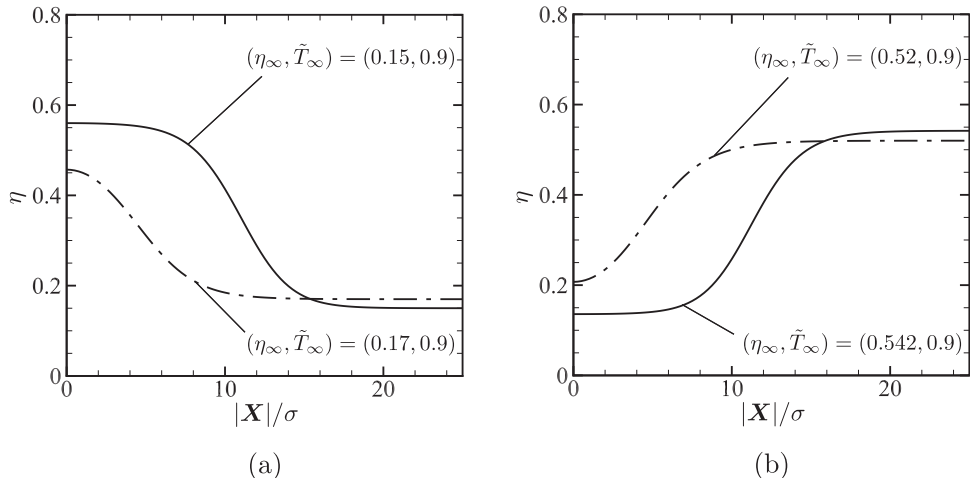 0.8
(η∞, T̃∞) = (0.15, 0.9)
0.6
η
0.4
0.2
(η∞, T̃∞) = (0.17, 0.9)
0
0
10
20
|X|/σ
(a)
0.8
(η∞, T̃∞) = (0.52, 0.9)
0.6
η
0.4
0.2
(η∞, T̃∞) = (0.542, 0.9)
0
0
10
20
|X|/σ
(b)